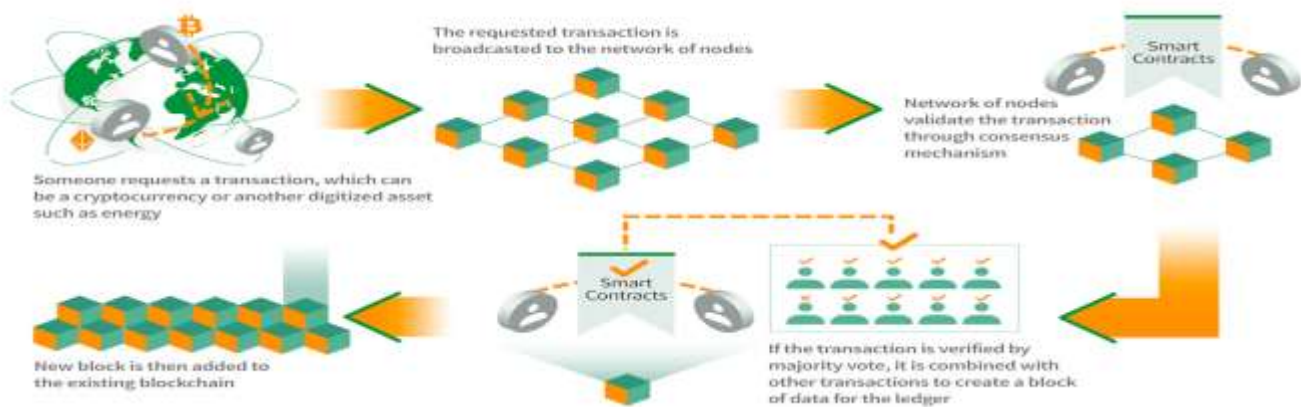 Someone requests a transaction, which can
be a cryptocurrency or another digitized asset
such as energy
The requested transaction is
broadcasted to the network of nodes
Smart
Contracts
Network of nodes
validate the transaction
through consensus
mechanism
If the transaction is verified by
majority vote, it is combined with
other transactions to create a block
of data for the ledger
Smart
Contracts
New block is then added to
the existing blockchain